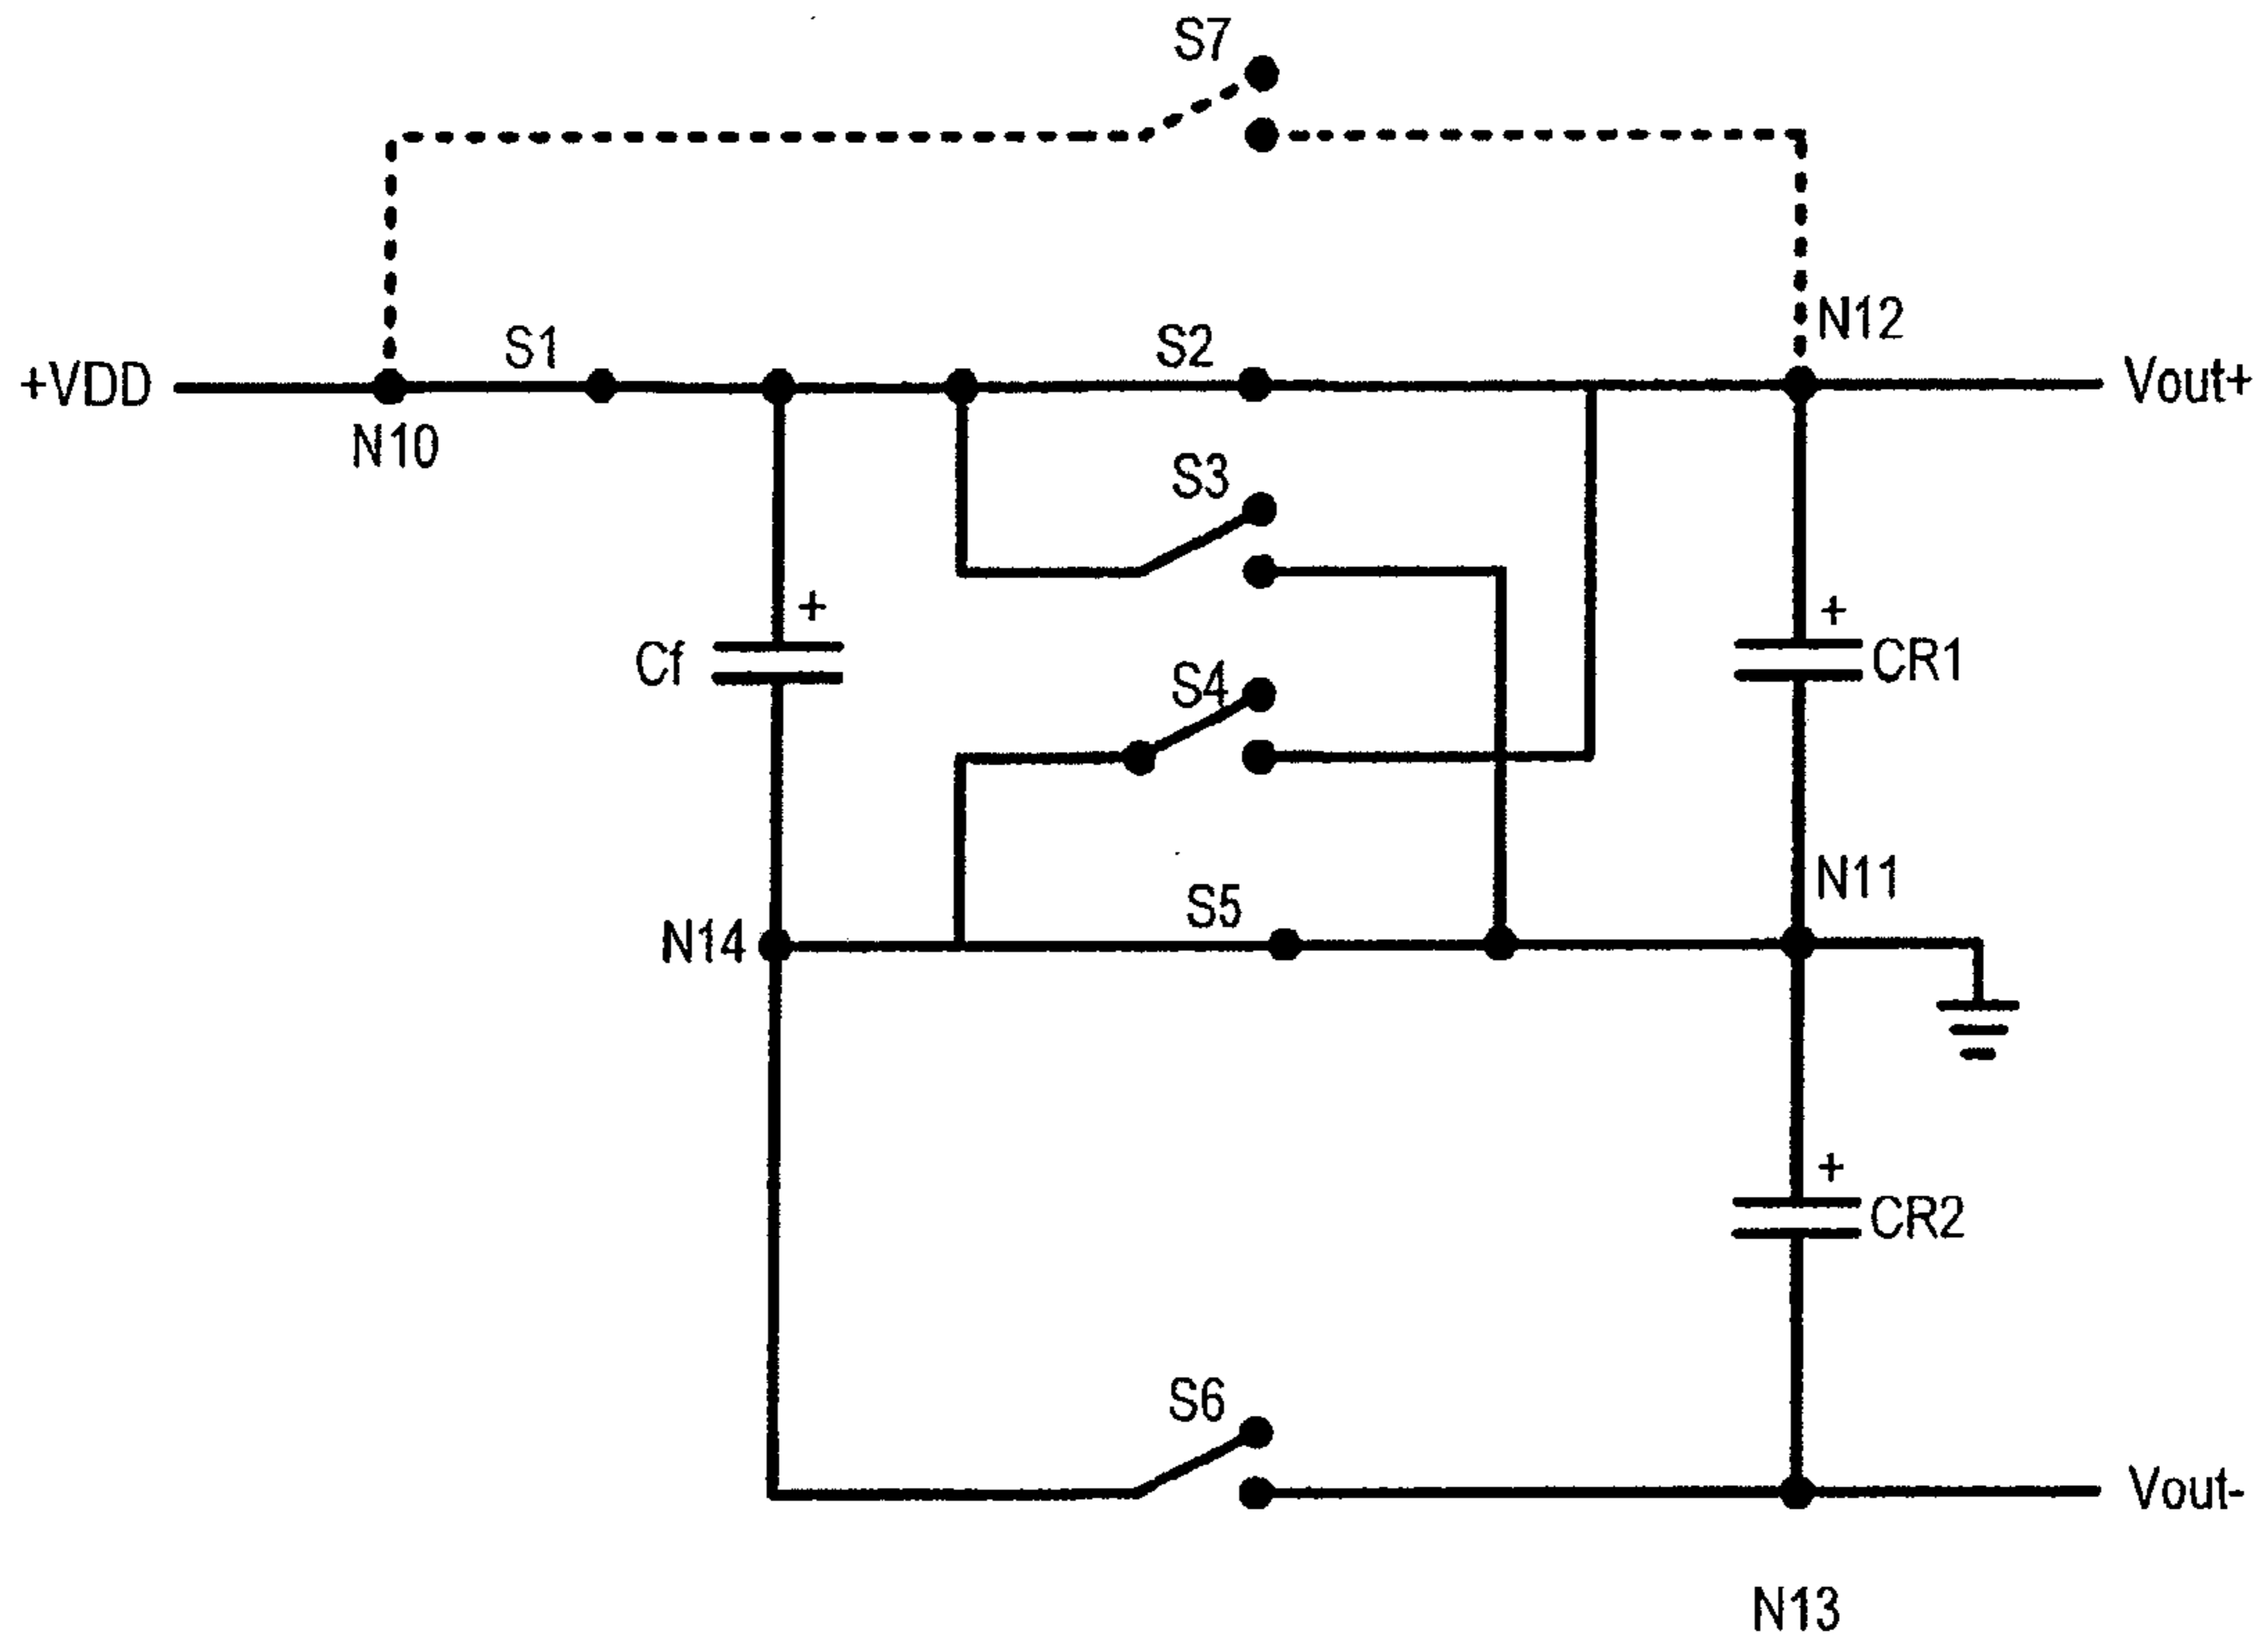 S7
N12
S1
S2
+VDD
Vout+
N10
S3
+
+
Cf
CR1
S4
N11
S5
N14
+
CR2
S6
Vout-
N13